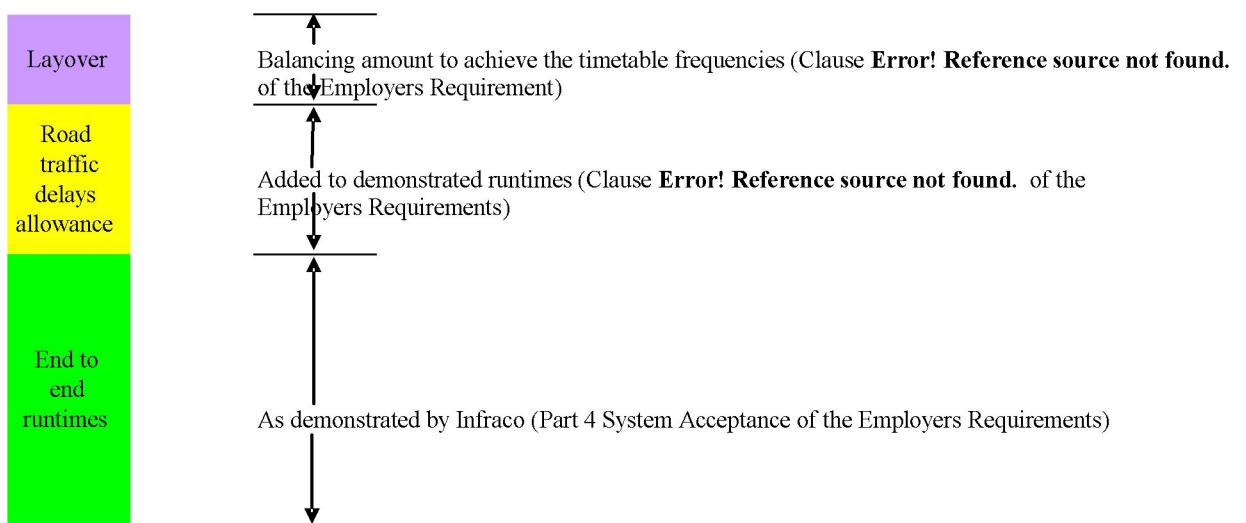 Layover
Balancing amount to achieve the timetable frequencies (Clause Error! Reference source not found.
of the Employers Requirement)
Road
traffic
delays
allowance
Added to demonstrated runtimes (Clause Error! Reference source not found. of the
Employers Requirements)
End to
end
runtimes
As demonstrated by Infraco (Part 4 System Acceptance of the Employers Requirements)